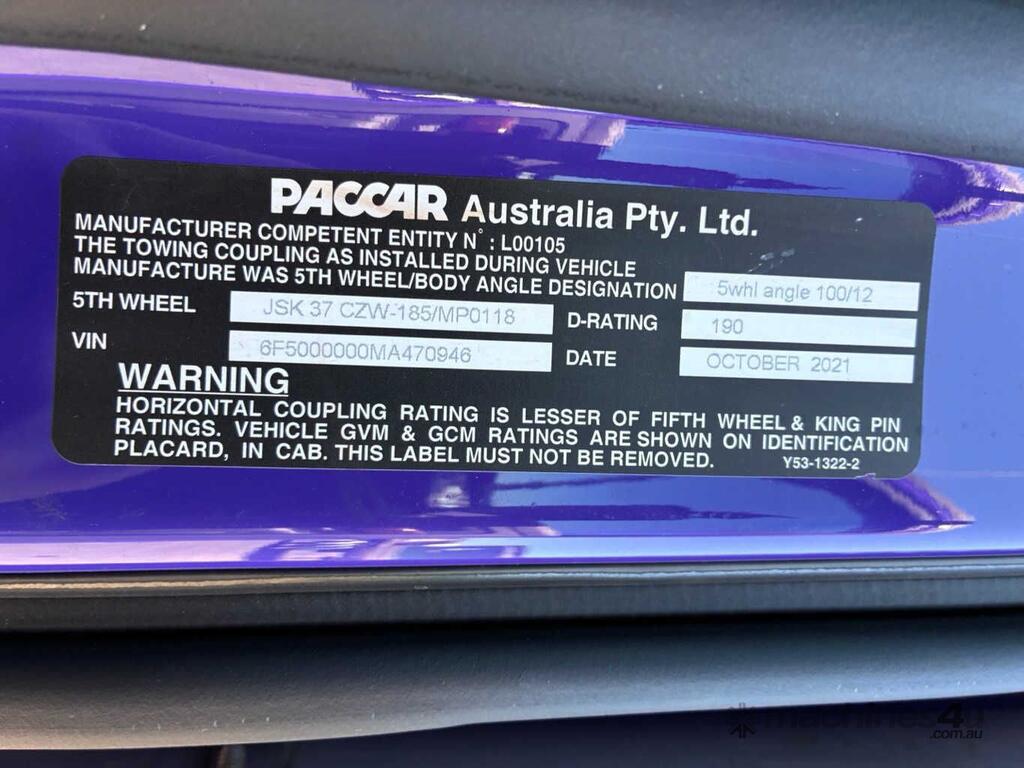 PACCAR Australia Pty. Ltd.
MANUFACTURER COMPETENT ENTITY N° : L00105
THE TOWING COUPLING AS INSTALLED DURING VEHICLE
MANUFACTURE WAS 5TH WHEEL/BODY ANGLE DESIGNATION 5whl angle 100/12
5TH WHEEL JSK 37 CZW-185/MP0118 D-RATING 190
VIN 6F5000000MA470946 DATE OCTOBER 2021
WARNING
HORIZONTAL COUPLING RATING IS LESSER OF FIFTH WHEEL & KING PIN
RATINGS. VEHICLE GVM & GCM RATINGS ARE SHOWN ON IDENTIFICATION
PLACARD, IN CAB. THIS LABEL MUST NOT BE REMOVED. Y53-1322-2
machines4u
.com.au